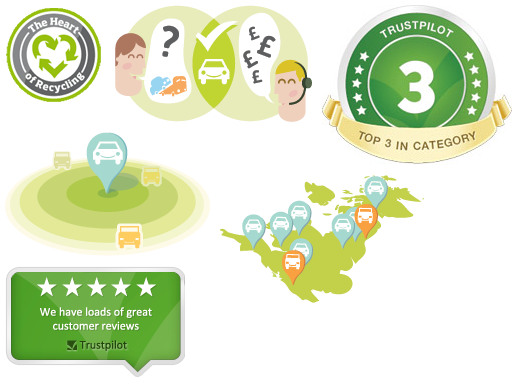 The Heart
of Recycling
?
£
£
£
£
TRUSTPILOT
3
TOP 3 IN CATEGORY
We have loads of great
customer reviews
Trustpilot